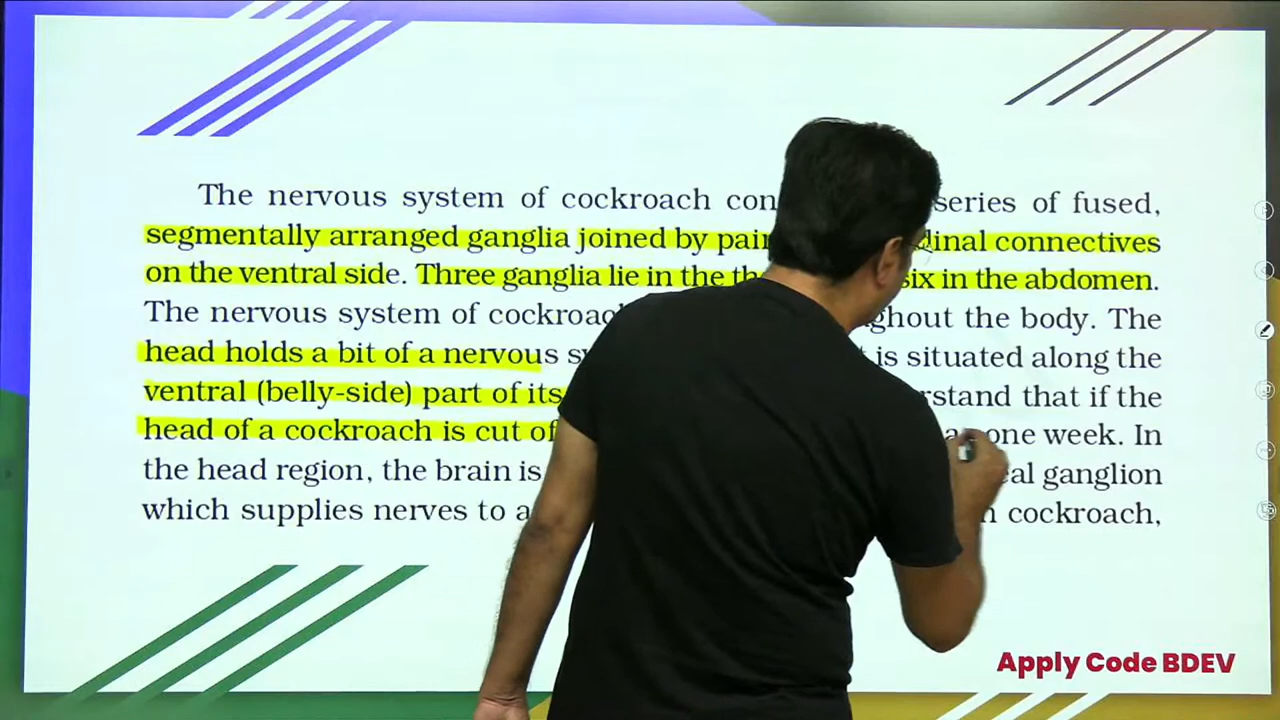 The nervous system of cockroach con series of fused,
segmentally arranged ganglia joined by pair dinal connectives
on the ventral side. Three ganglia lie in the th six in the abdomen.
The nervous system of cockroac ghout the body. The
head holds a bit of a nervous s is situated along the
ventral (belly-side) part of its rstand that if the
head of a cockroach is cut of one week. In
the head region, the brain is eal ganglion
which supplies nerves to a cockroach,
Apply Code BDEV